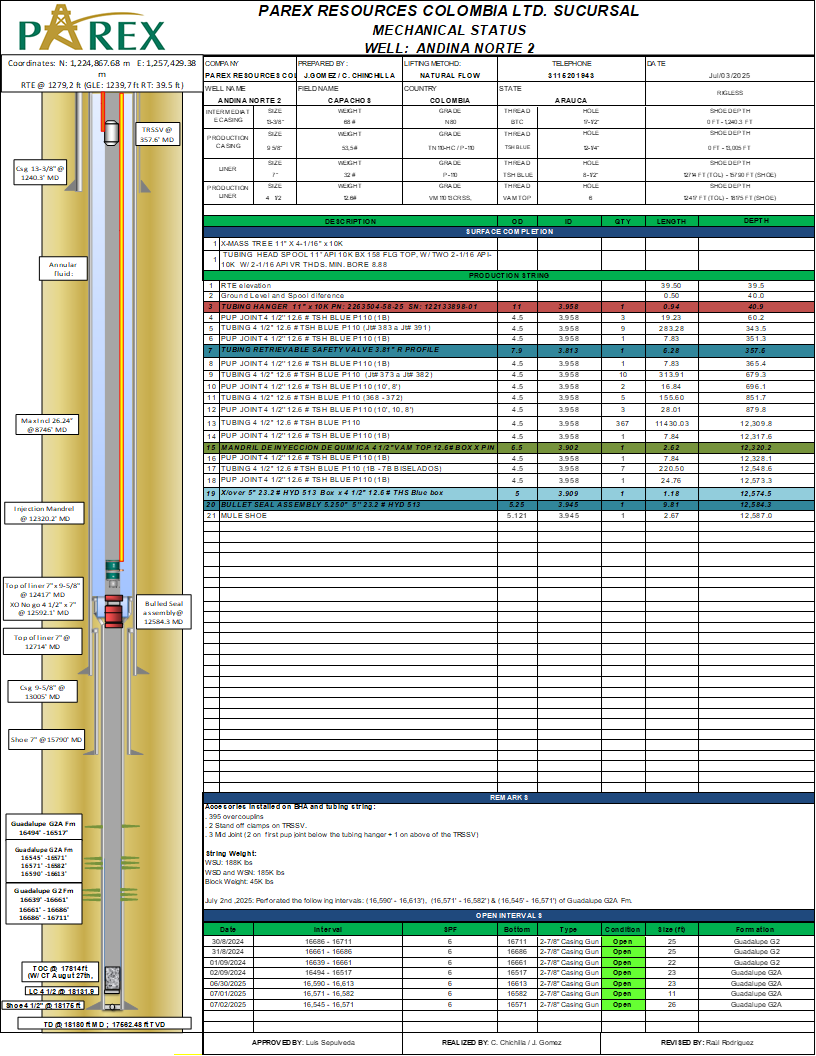 PAREX
PAREX RESOURCES COLOMBIA LTD. SUCURSAL
MECHANICAL STATUS
WELL: ANDINA NORTE 2
Coordinates: N: 1,224,867.68 m E: 1,257,429.38 m
RTE @ 1279,2 ft (GLE: 1239,7 ft RT: 39.5 ft)
COMPANY PREPARED BY: LIFTING METOHD: TELEPHONE DATE
PAREX RESOURCES COL J.GOMEZ / C. CHINCHILLA NATURAL FLOW 3116201943 Jul/03/2025
WELL NAME FIELD NAME COUNTRY STATE RIGLESS
ANDINA NORTE 2 CAPACHOS COLOMBIA ARAUCA
INTERMEDIATE CASING SIZE WEIGHT GRADE THREAD HOLE SHOE DEPTH
13-3/8" 68 # N80 BTC 17-1/2" 0 FT - 1,240.3 FT
PRODUCTION CASING SIZE WEIGHT GRADE THREAD HOLE SHOE DEPTH
9 5/8" 53,5# TN 110-HC / P-110 TSH BLUE 12-1/4" 0 FT - 13,005 FT
LINER SIZE WEIGHT GRADE THREAD HOLE SHOE DEPTH
7" 32 # P-110 TSH BLUE 8-1/2" 12714 FT (TOL) - 15790 FT (SHOE)
PRODUCTION LINER SIZE WEIGHT GRADE THREAD HOLE SHOE DEPTH
4 1/2 12.6# VM 110 13CRSS, VAM TOP 6 12417 FT (TOL) - 18175 FT (SHOE)
DESCRIPTION OD ID QTY LENGTH DEPTH
SURFACE COMPLETION
1 X-MASS TREE 11" X 4-1/16" x 10K
1 TUBING HEAD SPOOL 11" API 10K BX 158 FLG TOP, W/ TWO 2-1/16 API-10K W/ 2-1/16 API VR THDS. MIN. BORE 8.88
PRODUCTION STRING
1 RTE elevation 39.50 39.5
2 Ground Level and Spool diference 0.50 40.0
3 TUBING HANGER 11" x 10K PN: 2263504-58-25 SN: 122133898-01 11 3.958 1 0.94 40.9
4 PUP JOINT 4 1/2" 12.6 # TSH BLUE P110 (1B) 4.5 3.958 3 19.23 60.2
5 TUBING 4 1/2" 12.6 # TSH BLUE P110 (Jt# 383 a Jt# 391) 4.5 3.958 9 283.28 343.5
6 PUP JOINT 4 1/2" 12.6 # TSH BLUE P110 (1B) 4.5 3.958 1 7.83 351.3
7 TUBING RETRIEVABLE SAFETY VALVE 3.81" R PROFILE 7.9 3.813 1 6.28 357.6
8 PUP JOINT 4 1/2" 12.6 # TSH BLUE P110 (1B) 4.5 3.958 1 7.83 365.4
9 TUBING 4 1/2" 12.6 # TSH BLUE P110 (Jt# 373 a Jt# 382) 4.5 3.958 10 313.91 679.3
10 PUP JOINT 4 1/2" 12.6 # TSH BLUE P110 (10', 8') 4.5 3.958 2 16.84 696.1
11 TUBING 4 1/2" 12.6 # TSH BLUE P110 (368 - 372) 4.5 3.958 5 155.60 851.7
12 PUP JOINT 4 1/2" 12.6 # TSH BLUE P110 (10', 10, 8') 4.5 3.958 3 28.01 879.8
13 TUBING 4 1/2" 12.6 # TSH BLUE P110 4.5 3.958 367 11430.03 12,309.8
14 PUP JOINT 4 1/2" 12.6 # TSH BLUE P110 (1B) 4.5 3.958 1 7.84 12,317.6
15 MANDRIL DE INYECCION DE QUIMICA 4 1/2" VAM TOP 12.6# BOX X PIN 6.5 3.902 1 2.62 12,320.2
16 PUP JOINT 4 1/2" 12.6 # TSH BLUE P110 (1B) 4.5 3.958 1 7.84 12,328.1
17 TUBING 4 1/2" 12.6 # TSH BLUE P110 (1B - 7B BISELADOS) 4.5 3.958 7 220.50 12,548.6
18 PUP JOINT 4 1/2" 12.6 # TSH BLUE P110 (1B) 4.5 3.958 1 24.76 12,573.3
19 X/over 5" 23.2 # HYD 513 Box x 4 1/2" 12.6# THS Blue box 5 3.909 1 1.18 12,574.5
20 BULLET SEAL ASSEMBLY 5.250" 5" 23.2 # HYD 513 5.25 3.945 1 9.81 12,584.3
21 MULE SHOE 5.121 3.945 1 2.67 12,587.0
TRSSV @ 357.6' MD
Csg 13-3/8" @ 1240.3' MD
Annular fluid:
Max Incl 26.24° @ 8746' MD
Injection Mandrel @ 12320.2' MD
Top of liner 7" x 9-5/8" @ 12417' MD
XO No go 4 1/2" x 7" @ 12592.1' MD
Bulled Seal assembly @ 12584.3 MD
Top of liner 7" @ 12714' MD
Csg 9-5/8" @ 13005' MD
Shoe 7" @ 15790' MD
Guadalupe G2A Fm
16494' -16517'
Guadalupe G2A Fm
16545' -16571'
16571' -16582'
16590' -16613'
Guadalupe G2 Fm
16639' -16661'
16661' - 16686'
16686' - 16711'
TOC @ 17814 ft
(W/ CT August 27th,
LC 4 1/2 @ 18131.9
Shoe 4 1/2" @ 18175 ft
TD @ 18180 ft MD ; 17562.48 ft TVD
REMARKS
Accesories installed on BHA and tubing string:
. 395 overcouplins
. 2 Stand off clamps on TRSSV.
. 3 Mid Joint (2 on first pup joint below the tubing hanger + 1 on above of the TRSSV)
String Weight:
WSU: 188K lbs
WSD and WSN: 185K lbs
Block Weight: 45K lbs
July 2nd ,2025: Perforated the following intervals: (16,590' - 16,613'), (16,571' - 16,582') & (16,545' - 16,571') of Guadalupe G2A Fm.
OPEN INTERVALS
Date Interval SPF Bottom Type Condition Size (ft) Formation
30/8/2024 16686 - 16711 6 16711 2-7/8" Casing Gun Open 25 Guadalupe G2
31/8/2024 16661 - 16686 6 16686 2-7/8" Casing Gun Open 25 Guadalupe G2
01/09/2024 16639 - 16661 6 16661 2-7/8" Casing Gun Open 22 Guadalupe G2
02/09/2024 16494 - 16517 6 16517 2-7/8" Casing Gun Open 23 Guadalupe G2A
06/30/2025 16,590 - 16,613 6 16613 2-7/8" Casing Gun Open 23 Guadalupe G2A
07/01/2025 16,571 - 16,582 6 16582 2-7/8" Casing Gun Open 11 Guadalupe G2A
07/02/2025 16,545 - 16,571 6 16571 2-7/8" Casing Gun Open 26 Guadalupe G2A
APPROVED BY: Luis Sepulveda REALIZED BY: C. Chichilla / J. Gomez REVISED BY: Raúl Rodríguez